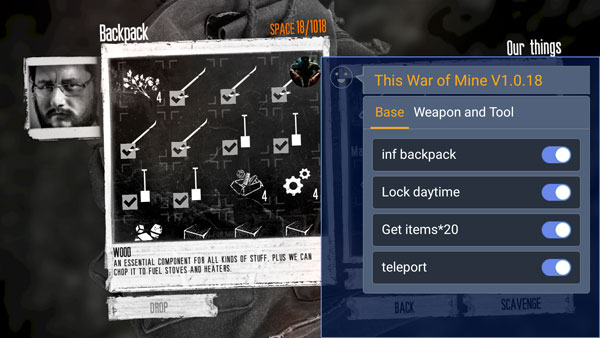 Backpack
SPACE 18/1018
Our things
4
4
4
WOOD
AN ESSENTIAL COMPONENT FOR ALL KINDS OF STUFF, PLUS WE CAN
CHOP IT TO FUEL STOVES AND HEATERS.
DROP
This War of Mine V1.0.18
Base Weapon and Tool
inf backpack
Lock daytime
Get items*20
teleport
BACK
SCAVENGE